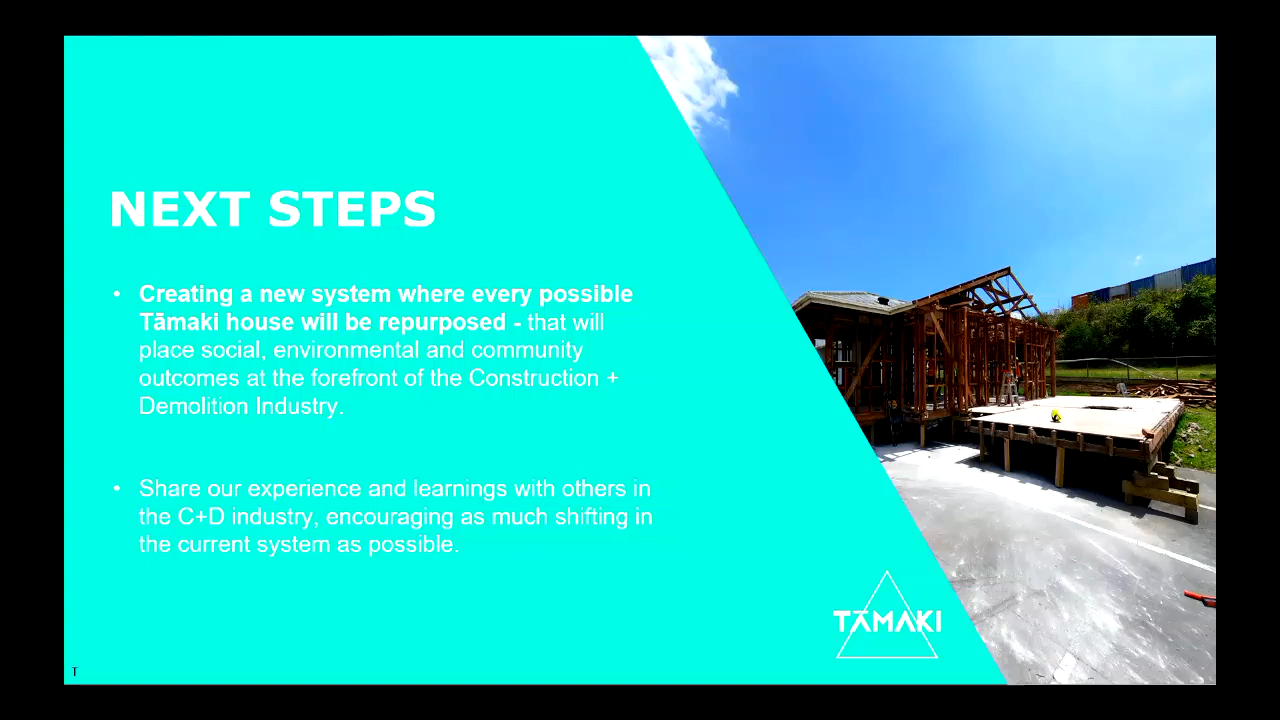 NEXT STEPS
• Creating a new system where every possible
Tāmaki house will be repurposed - that will
place social, environmental and community
outcomes at the forefront of the Construction +
Demolition Industry.
• Share our experience and learnings with others in
the C+D industry, encouraging as much shifting in
the current system as possible.
TĀMAKI
T